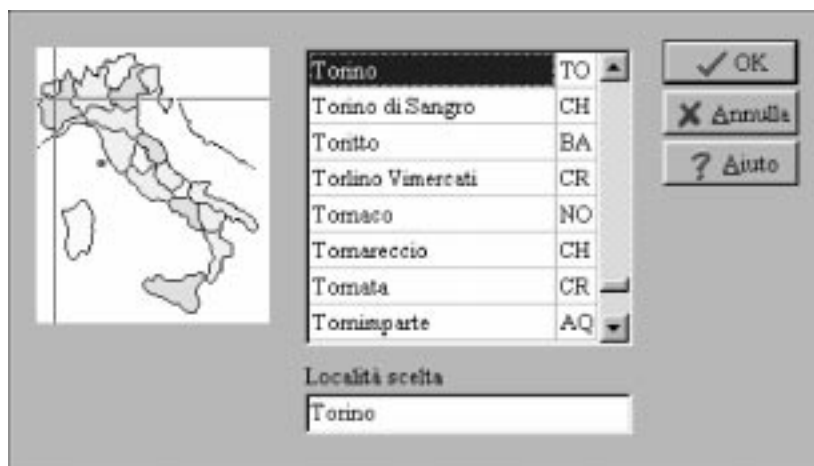 Torino TO
Torino di Sangro CH
Toritto BA
Torlino Vimercati CR
Tornaco NO
Tornareccio CH
Tornata CR
Tornimparte AQ
Località scelta
Torino
OK
Annulla
Aiuto